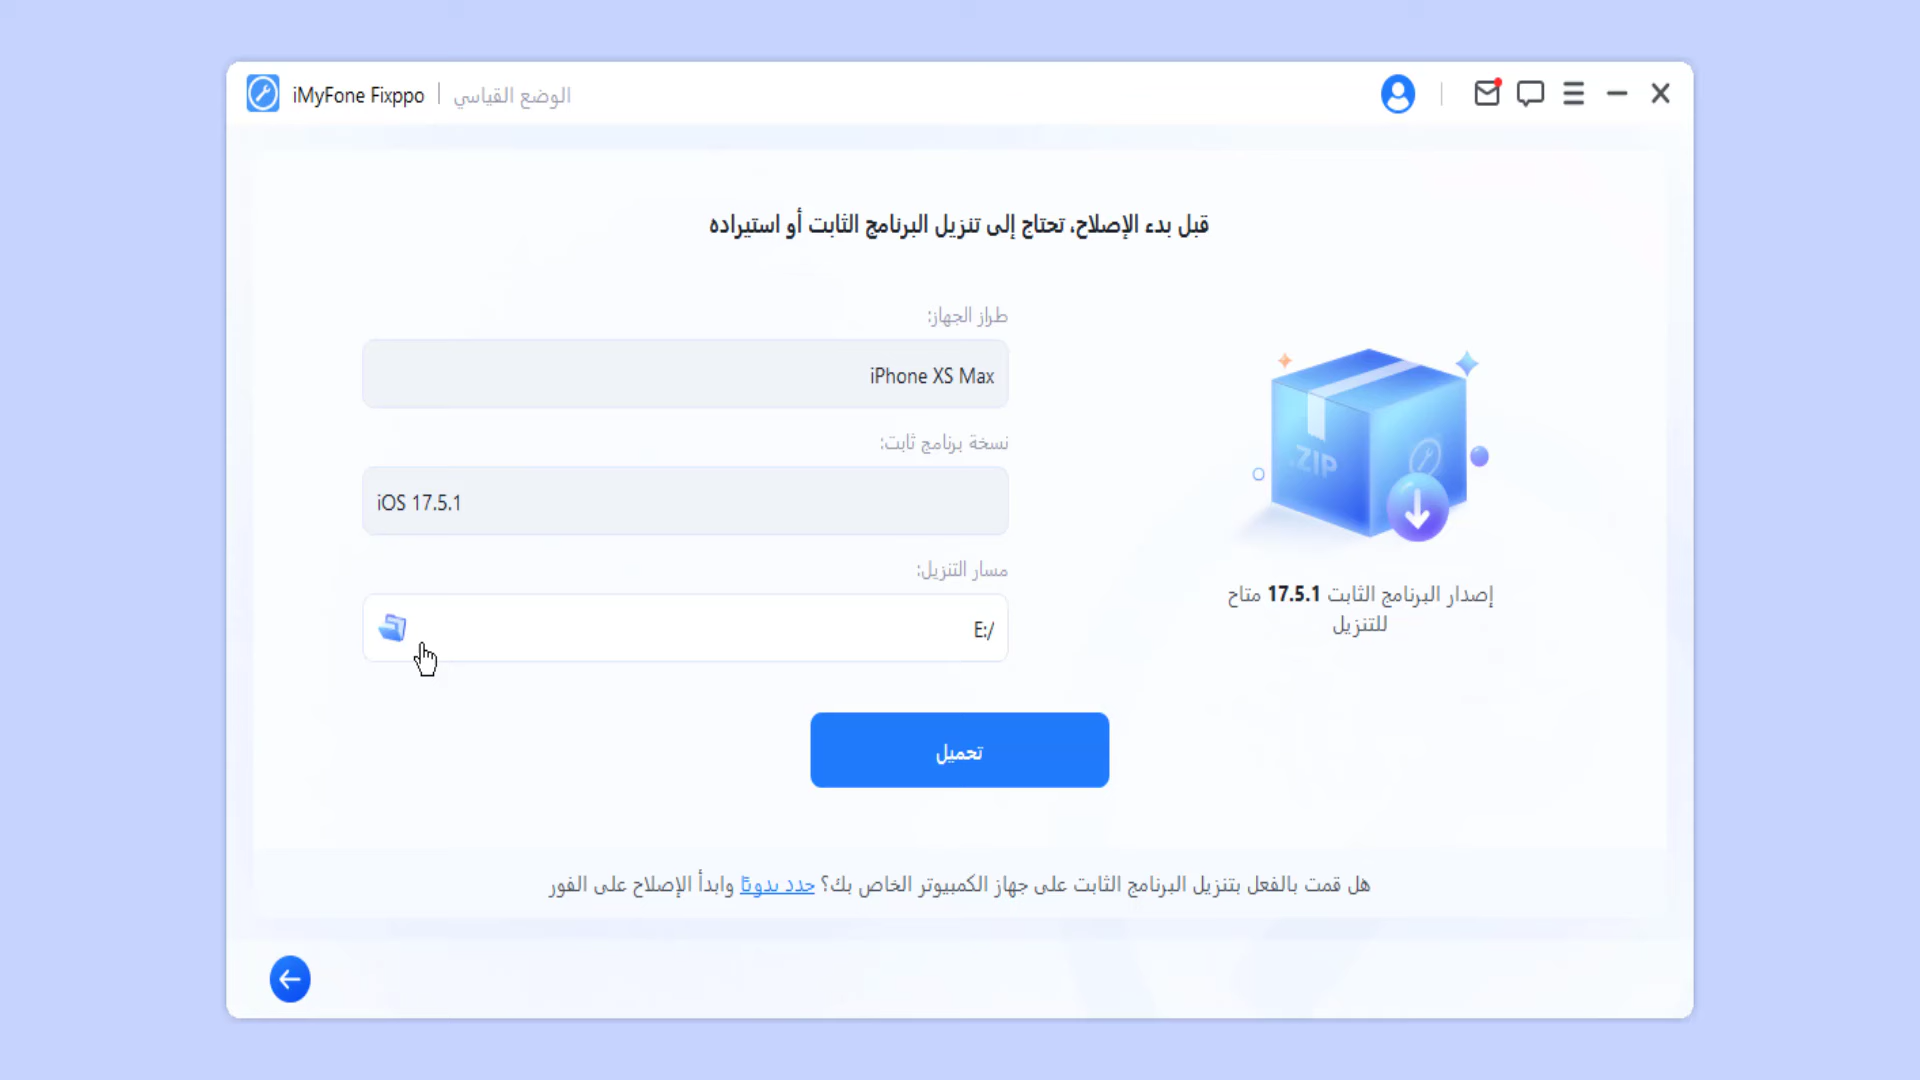 iMyFone Fixppo
الوضع القياسي
قبل بدء الإصلاح، تحتاج إلى تنزيل البرنامج الثابت أو استيراده
طراز الجهاز:
iPhone XS Max
نسخة برنامج ثابت:
iOS 17.5.1
مسار التنزيل:
E:/
.ZIP
إصدار البرنامج الثابت 17.5.1 متاح
للتنزيل
تحميل
هل قمت بالفعل بتنزيل البرنامج الثابت على جهاز الكمبيوتر الخاص بك؟ حدد يدويًا وابدأ الإصلاح على الفور